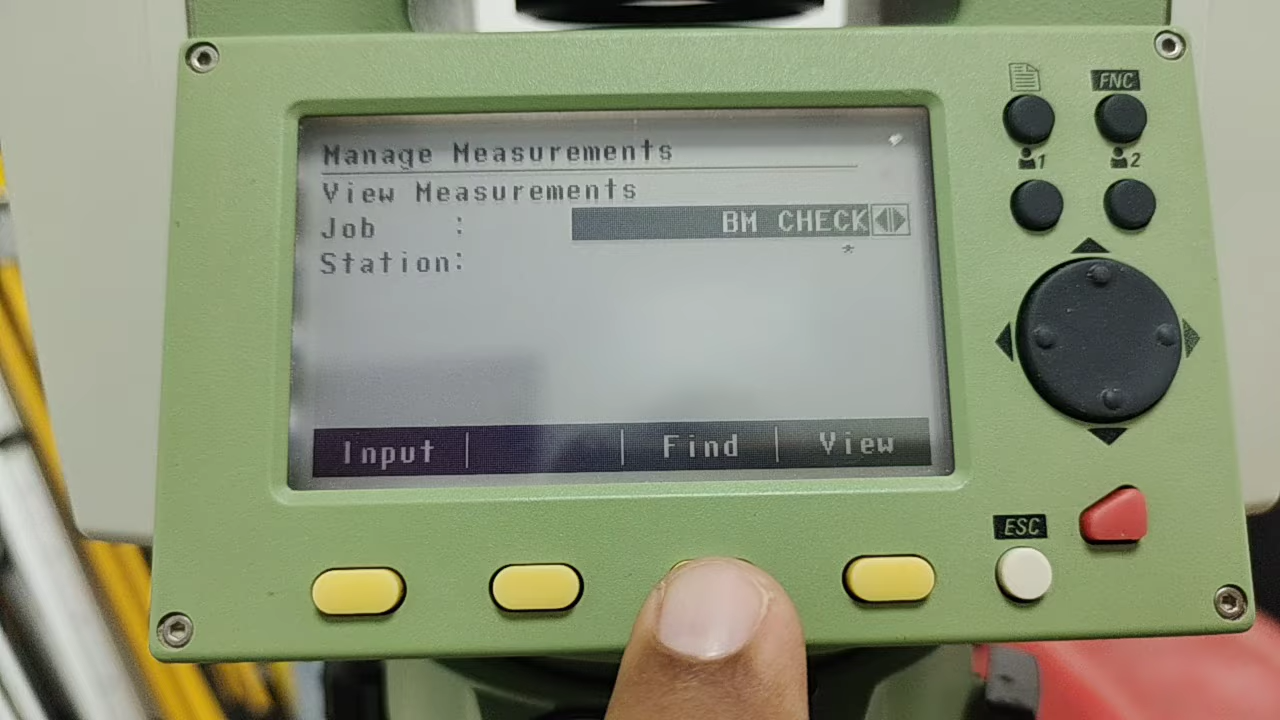 Manage Measurements
View Measurements
Job : BM CHECK
Station: *
Input | | Find | View
FNC
1 2
ESC